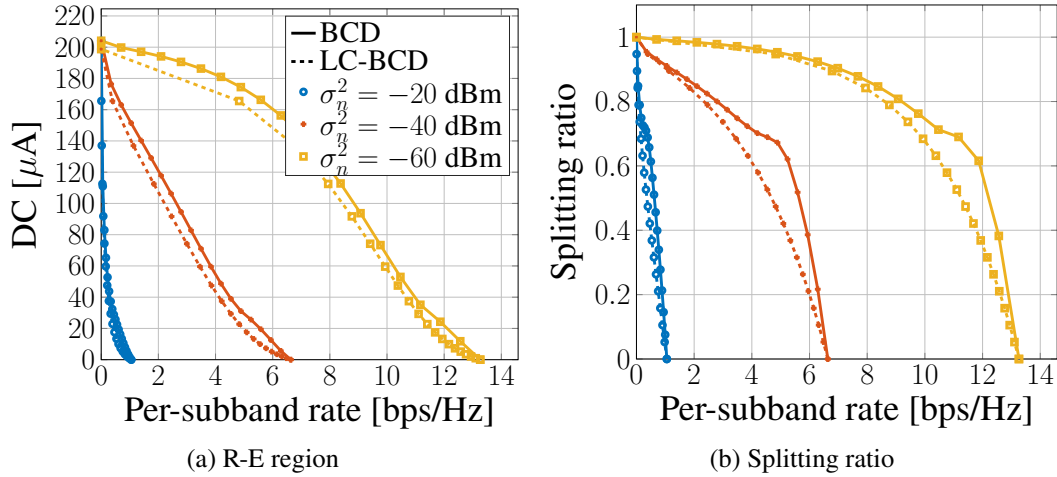 220
200
180
160
140
120
100
80
60
40
20
0
DC [μA]
0 2 4 6 8 10 12 14
Per-subband rate [bps/Hz]
BCD
LC-BCD
σ_n^2 = −20 dBm
σ_n^2 = −40 dBm
σ_n^2 = −60 dBm
(a) R-E region
1
0.8
0.6
0.4
0.2
0
Splitting ratio
0 2 4 6 8 10 12 14
Per-subband rate [bps/Hz]
(b) Splitting ratio